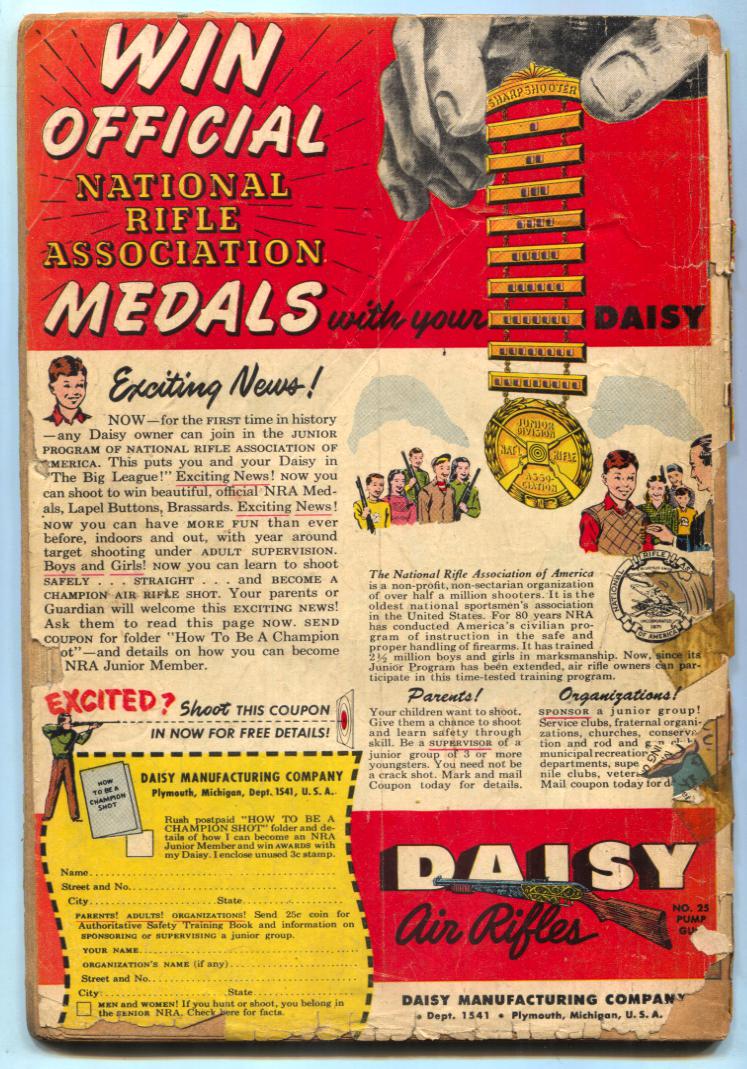 WIN
OFFICIAL
NATIONAL
RIFLE
ASSOCIATION
MEDALS with your DAISY
SHARPSHOOTER
JUNIOR
DIVISION
NAT'L RIFLE
ASSO-
CIATION
Exciting News!
NOW—for the FIRST time in history
—any Daisy owner can join in the JUNIOR
PROGRAM OF NATIONAL RIFLE ASSOCIATION OF
AMERICA. This puts you and your Daisy in
"The Big League!" Exciting News! NOW you
can shoot to win beautiful, official NRA Med-
als, Lapel Buttons, Brassards. Exciting News!
NOW you can have MORE FUN than ever
before, indoors and out, with year around
target shooting under ADULT SUPERVISION.
Boys and Girls! NOW you can learn to shoot
SAFELY . . . STRAIGHT . . . and BECOME A
CHAMPION AIR RIFLE SHOT. Your parents or
Guardian will welcome this EXCITING NEWS!
Ask them to read this page NOW. SEND
COUPON for folder "How To Be A Champion
ot"—and details on how you can become
NRA Junior Member.
The National Rifle Association of America
is a non-profit, non-sectarian organization
of over half a million shooters. It is the
oldest national sportsmen's association
in the United States. For 80 years NRA
has conducted America's civilian pro-
gram of instruction in the safe and
proper handling of firearms. It has trained
2½ million boys and girls in marksmanship. Now, since its
Junior Program has been extended, air rifle owners can par-
ticipate in this time-tested training program.
NATIONAL RIFLE AS
INCORPORATED
1871
OF AMERICA
EXCITED? Shoot THIS COUPON
IN NOW FOR FREE DETAILS!
Parents!
Your children want to shoot.
Give them a chance to shoot
and learn safety through
skill. Be a SUPERVISOR of a
junior group of 3 or more
youngsters. You need not be
a crack shot. Mark and mail
Coupon today for details.
Organizations!
SPONSOR a junior group!
Service clubs, fraternal organi-
zations, churches, conserv
tion and rod and g
municipal recreation
departments, supe
nile clubs, veter
Mail coupon today for d
HOW
TO BE A
CHAMPION
SHOT
DAISY MANUFACTURING COMPANY
Plymouth, Michigan, Dept. 1541, U. S. A.
Rush postpaid "HOW TO BE A
CHAMPION SHOT" folder and de-
tails of how I can become an NRA
Junior Member and win AWARDS with
my Daisy. I enclose unused 3c stamp.
Name
Street and No.
City State
PARENTS! ADULTS! ORGANIZATIONS! Send 25c coin for
Authoritative Safety Training Book and information on
SPONSORING or SUPERVISING a junior group.
YOUR NAME
ORGANIZATION'S NAME (if any)
Street and No.
City State
MEN and WOMEN! If you hunt or shoot, you belong in
the SENIOR NRA. Check here for facts.
DAISY
Air Rifles
NO. 25
PUMP
GU
DAISY MANUFACTURING COMPANY
• Dept. 1541 • Plymouth, Michigan, U. S. A.